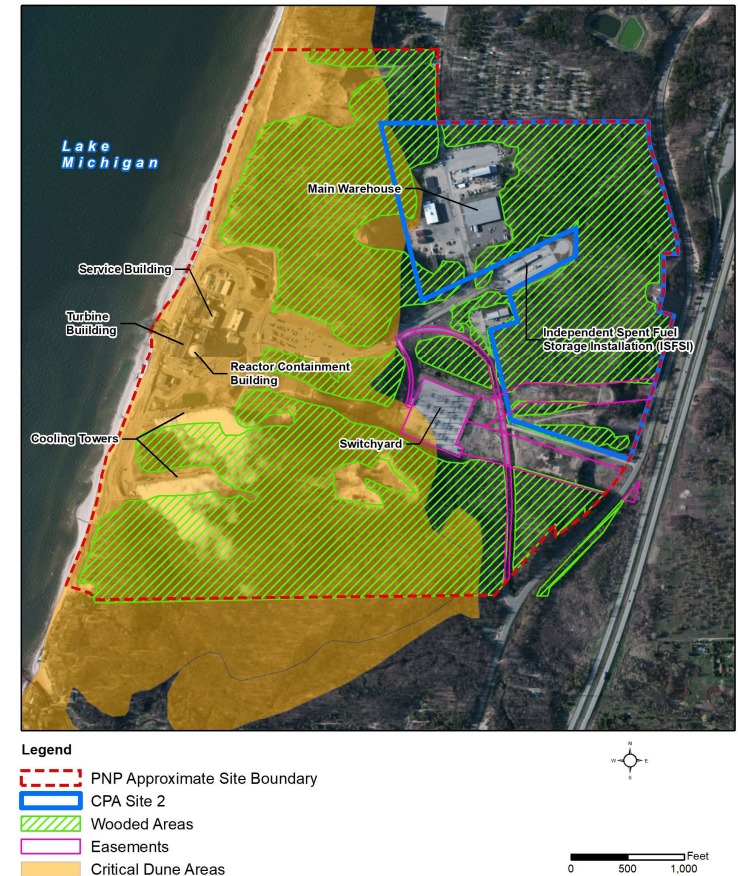 Lake
Michigan
Main Warehouse
Service Building
Turbine
Buiilding
Independent Spent Fuel
Storage Installation (ISFSI)
Reactor Containment
Building
Cooling Towers
Switchyard
Legend
PNP Approximate Site Boundary
CPA Site 2
Wooded Areas
Easements
Critical Dune Areas
N
W E
S
Feet
0 500 1,000